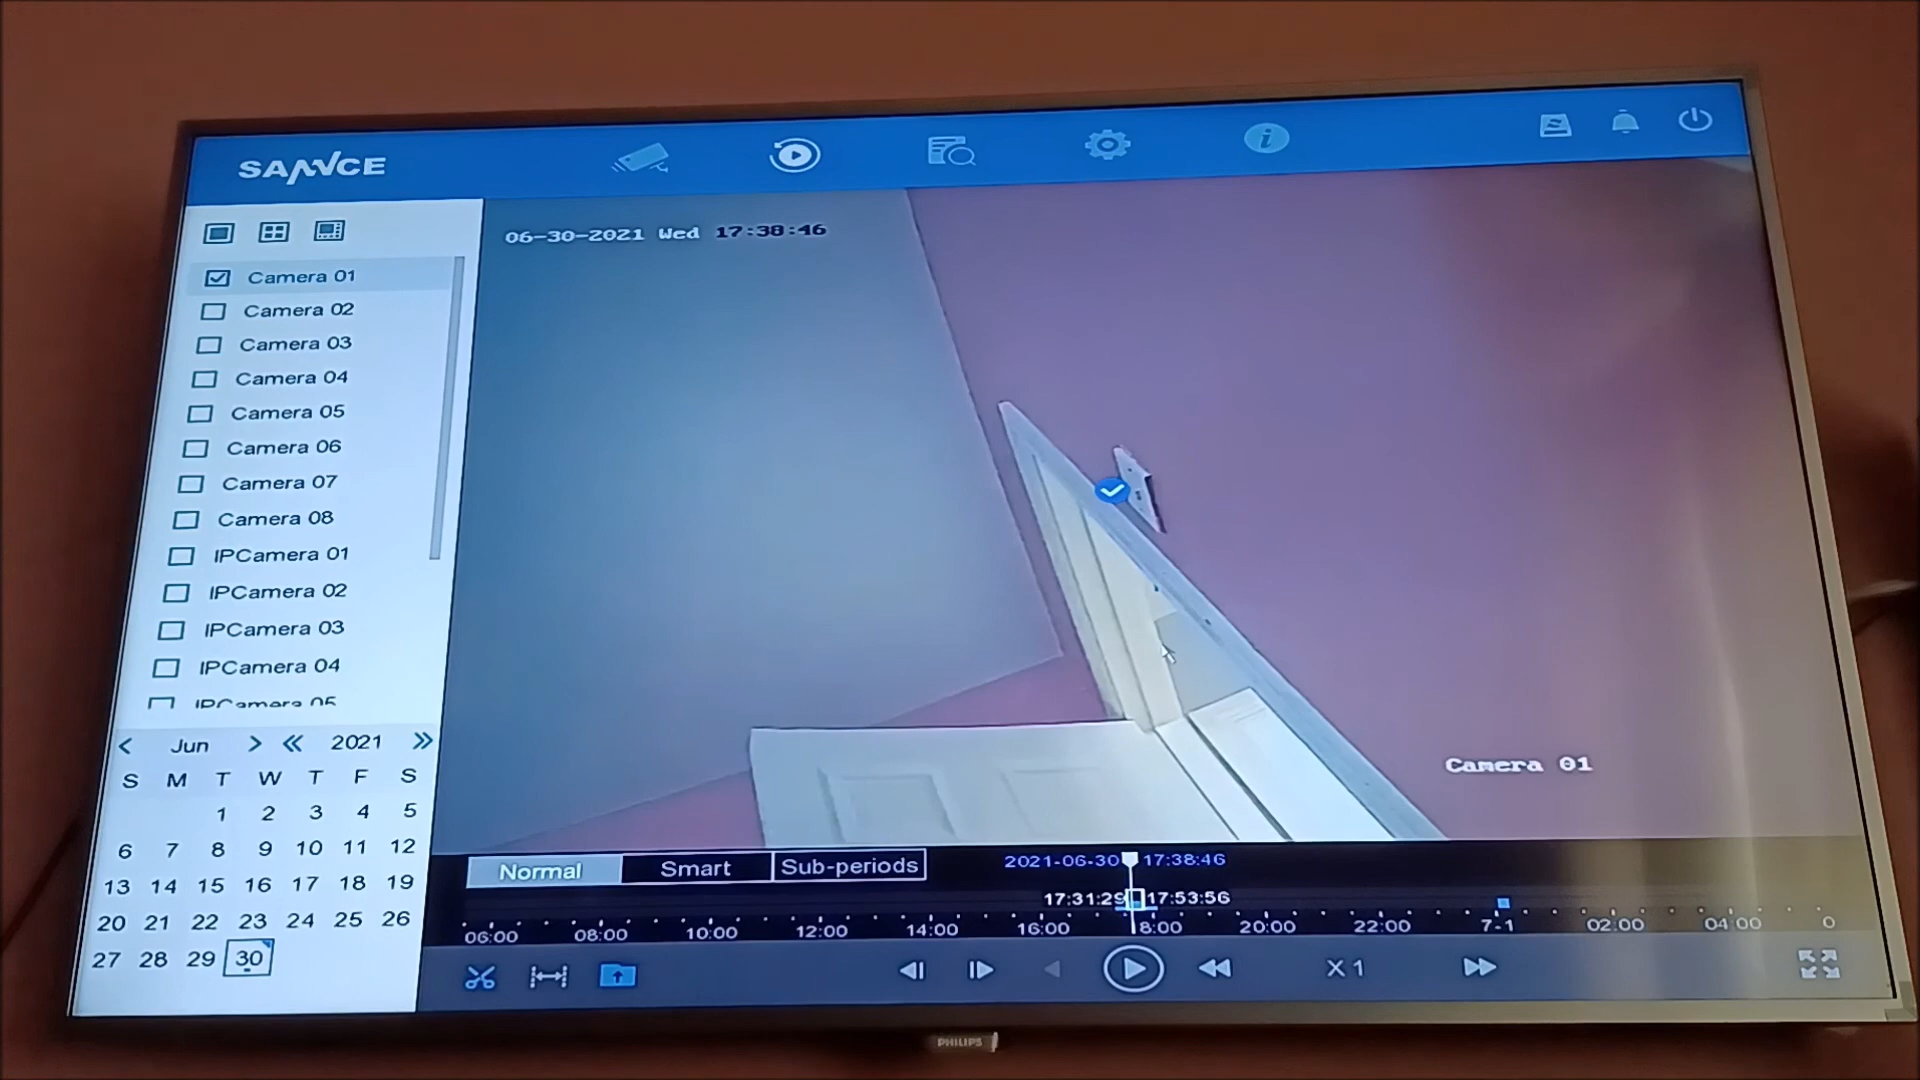 SANNCE
06-30-2021 Wed 17:38:46
Camera 01
Camera 02
Camera 03
Camera 04
Camera 05
Camera 06
Camera 07
Camera 08
IPCamera 01
IPCamera 02
IPCamera 03
IPCamera 04
IPCamera 05
Camera 01
< Jun > « 2021 »
S M T W T F S
1 2 3 4 5
6 7 8 9 10 11 12
13 14 15 16 17 18 19
20 21 22 23 24 25 26
27 28 29 30
Normal Smart Sub-periods
2021-06-30 17:38:46
17:31:29 17:53:56
06:00 08:00 10:00 12:00 14:00 16:00 8:00 20:00 22:00 7-1 02:00 04:00 0
X 1
PHILIPS